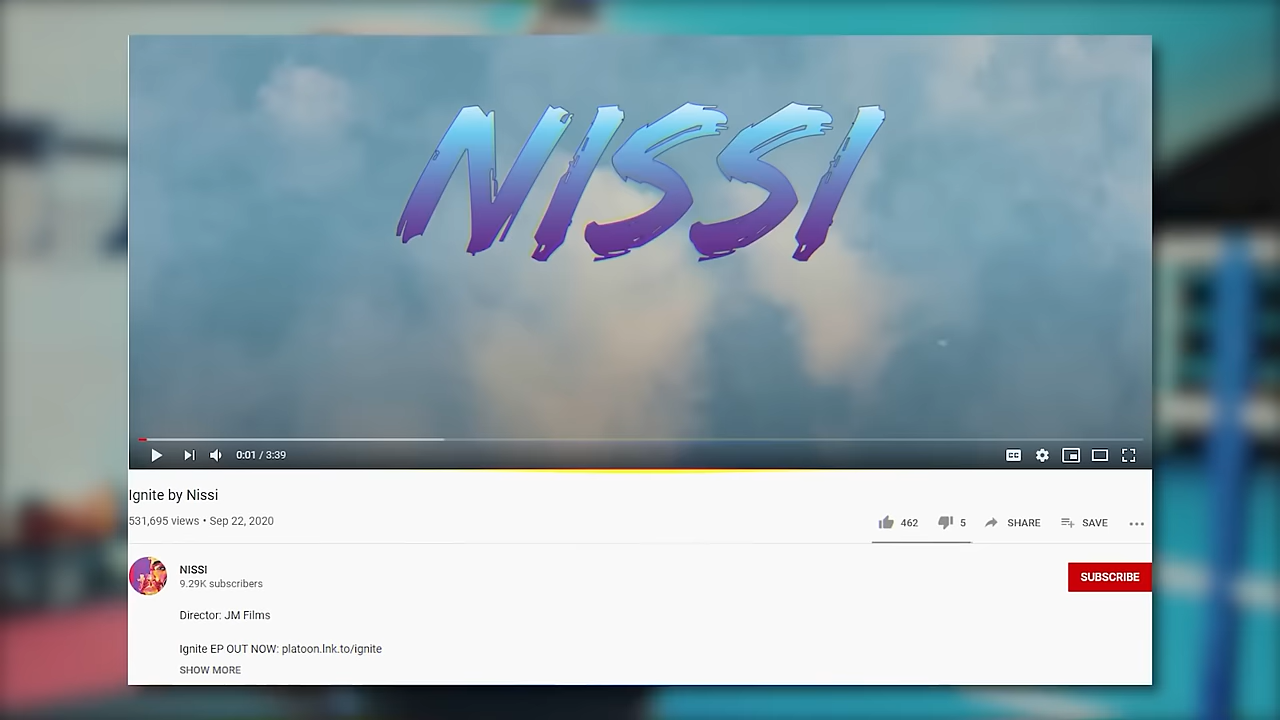 NISSI
0:01 / 3:39
CC
Ignite by Nissi
531,695 views • Sep 22, 2020
462 5 SHARE SAVE
NISSI
9.29K subscribers
SUBSCRIBE
Director: JM Films
Ignite EP OUT NOW: platoon.lnk.to/ignite
SHOW MORE